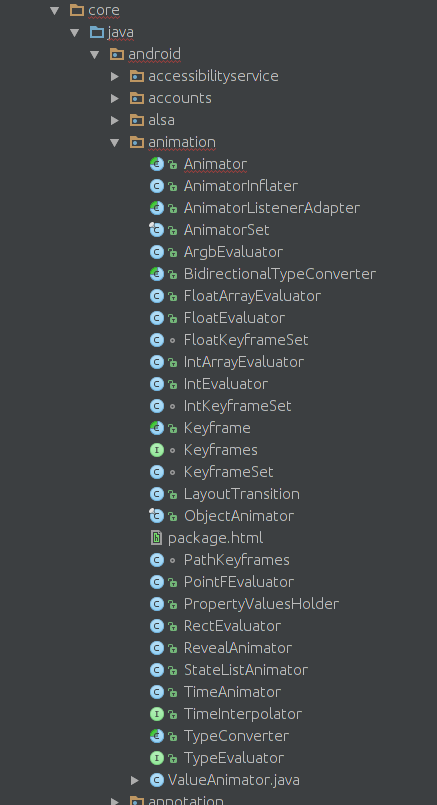 core
java
android
accessibilityservice
accounts
alsa
animation
Animator
AnimatorInflater
AnimatorListenerAdapter
AnimatorSet
ArgbEvaluator
BidirectionalTypeConverter
FloatArrayEvaluator
FloatEvaluator
FloatKeyframeSet
IntArrayEvaluator
IntEvaluator
IntKeyframeSet
Keyframe
Keyframes
KeyframeSet
LayoutTransition
ObjectAnimator
package.html
PathKeyframes
PointFEvaluator
PropertyValuesHolder
RectEvaluator
RevealAnimator
StateListAnimator
TimeAnimator
TimeInterpolator
TypeConverter
TypeEvaluator
ValueAnimator.java
annotation